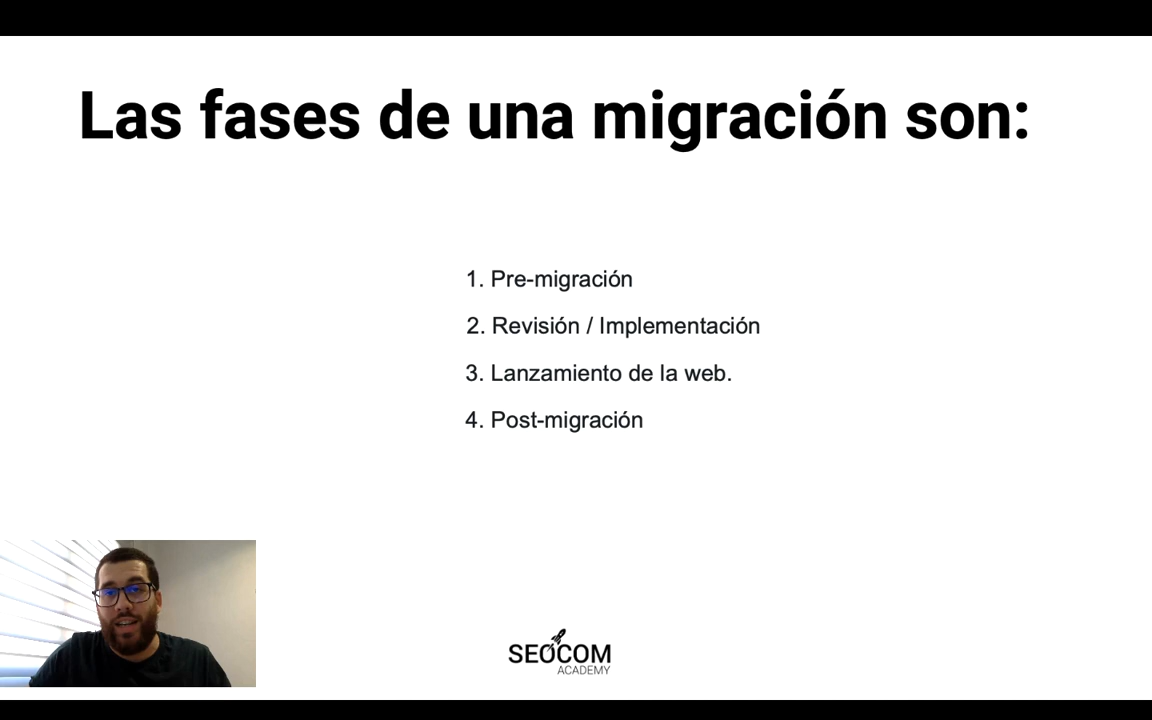 Las fases de una migración son:
1. Pre-migración
2. Revisión / Implementación
3. Lanzamiento de la web.
4. Post-migración
SEOCOM
ACADEMY